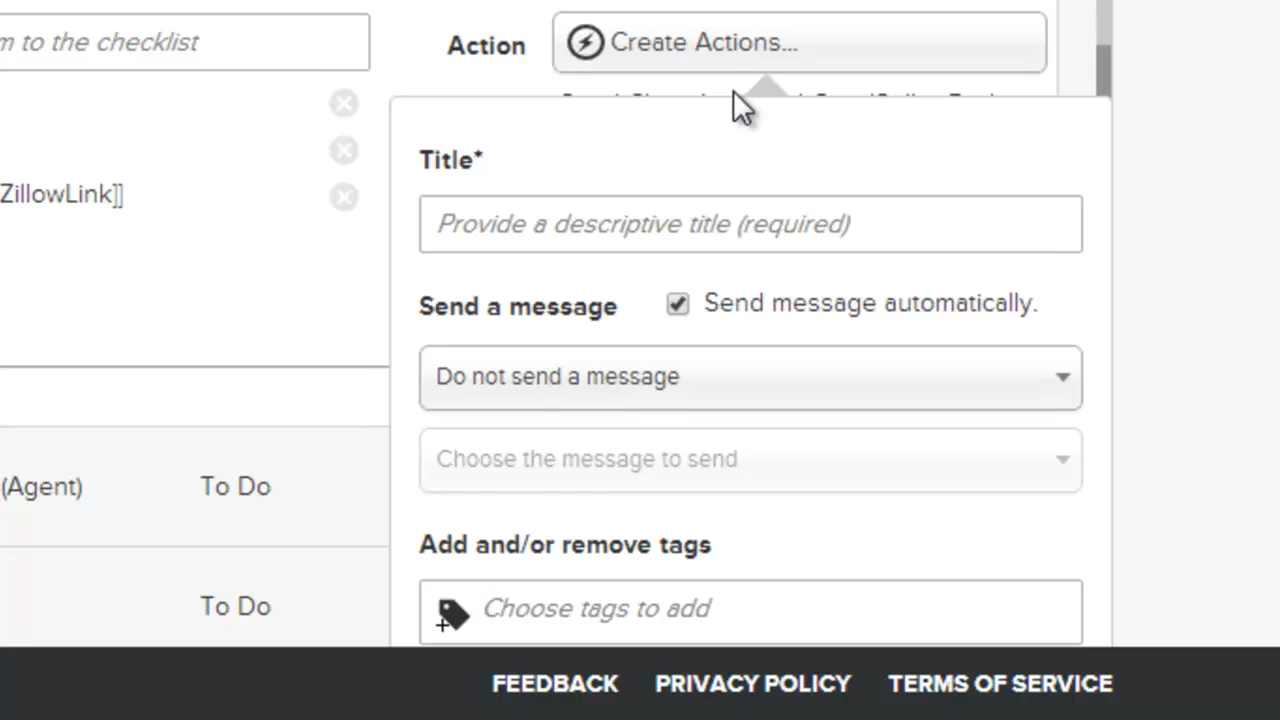 m to the checklist
Action
Create Actions...
Title*
Provide a descriptive title (required)
ZillowLink]]
Send a message
Send message automatically.
Do not send a message
Choose the message to send
(Agent)
To Do
Add and/or remove tags
Choose tags to add
To Do
FEEDBACK
PRIVACY POLICY
TERMS OF SERVICE